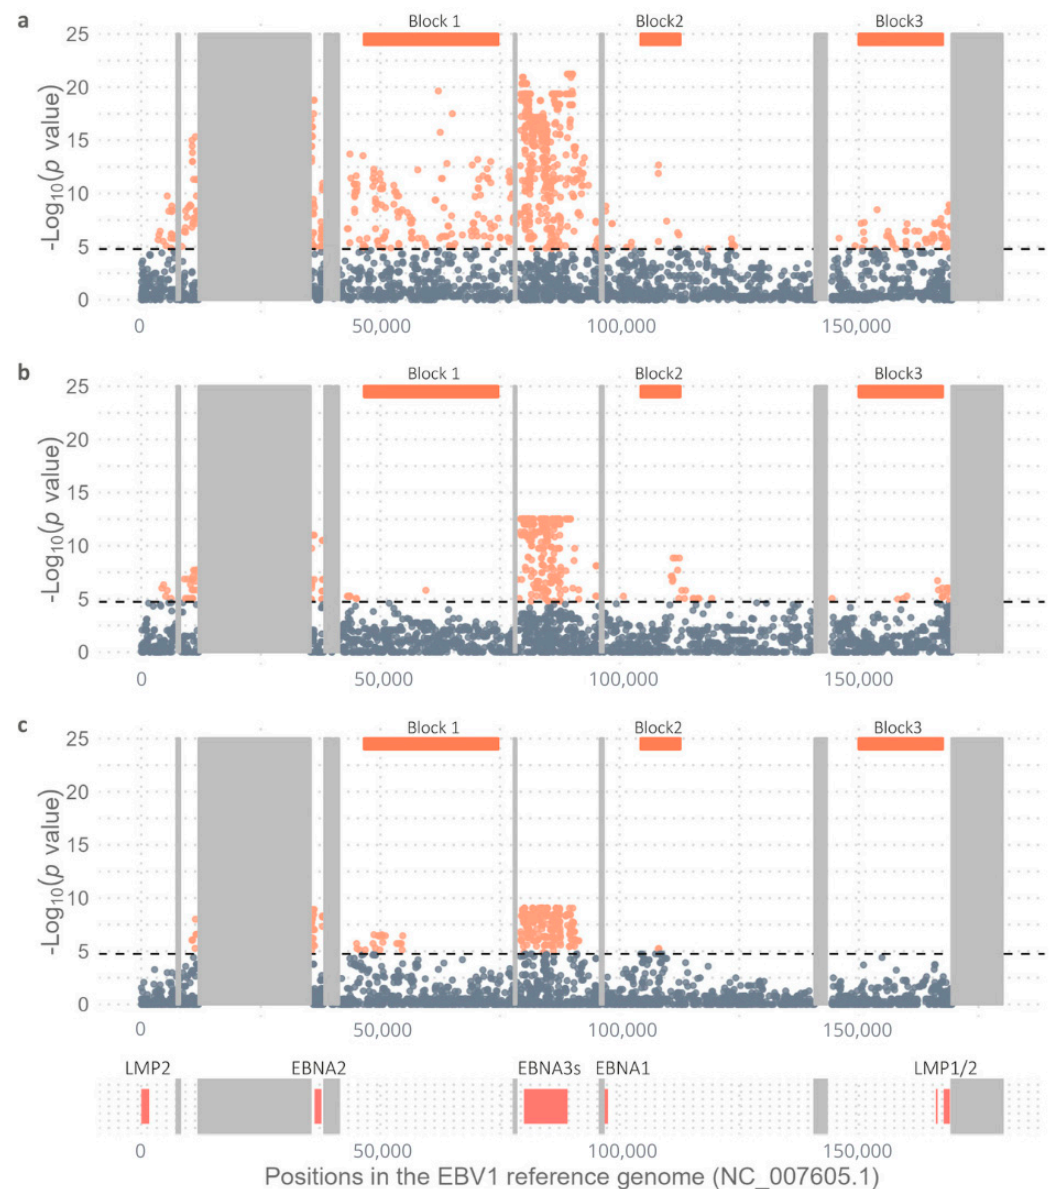 a
Block 1 Block2 Block3
25
20
15
10
5
0
-Log10(p value)
0 50,000 100,000 150,000
b
Block 1 Block2 Block3
25
20
15
10
5
0
-Log10(p value)
0 50,000 100,000 150,000
c
Block 1 Block2 Block3
25
20
15
10
5
0
-Log10(p value)
0 50,000 100,000 150,000
LMP2 EBNA2 EBNA3s EBNA1 LMP1/2
0 50,000 100,000 150,000
Positions in the EBV1 reference genome (NC_007605.1)